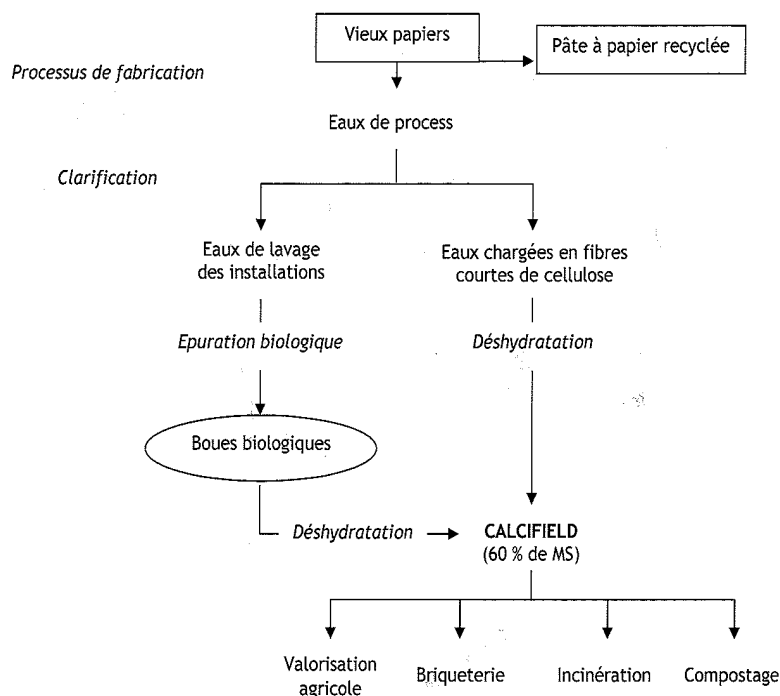 Vieux papiers
Pâte à papier recyclée
Processus de fabrication
Eaux de process
Clarification
Eaux de lavage
des installations
Eaux chargées en fibres
courtes de cellulose
Epuration biologique
Déshydratation
Boues biologiques
Déshydratation
CALCIFIELD
(60 % de MS)
Valorisation
agricole
Briqueterie
Incinération
Compostage